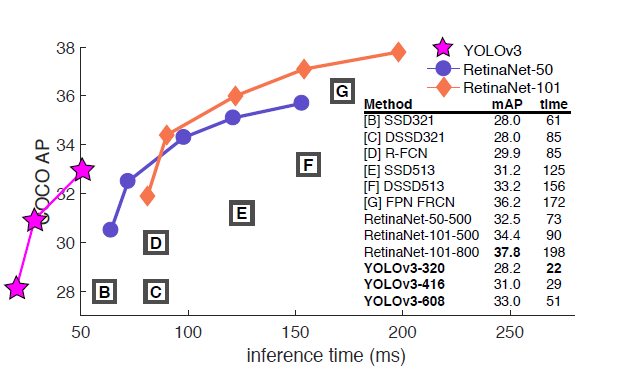 38
36
34
32
30
28
COCO AP
50
100
150
200
250
inference time (ms)
B
C
D
E
F
G
YOLOv3
RetinaNet-50
RetinaNet-101
Method mAP time
[B] SSD321 28.0 61
[C] DSSD321 28.0 85
[D] R-FCN 29.9 85
[E] SSD513 31.2 125
[F] DSSD513 33.2 156
[G] FPN FRCN 36.2 172
RetinaNet-50-500 32.5 73
RetinaNet-101-500 34.4 90
RetinaNet-101-800 37.8 198
YOLOv3-320 28.2 22
YOLOv3-416 31.0 29
YOLOv3-608 33.0 51